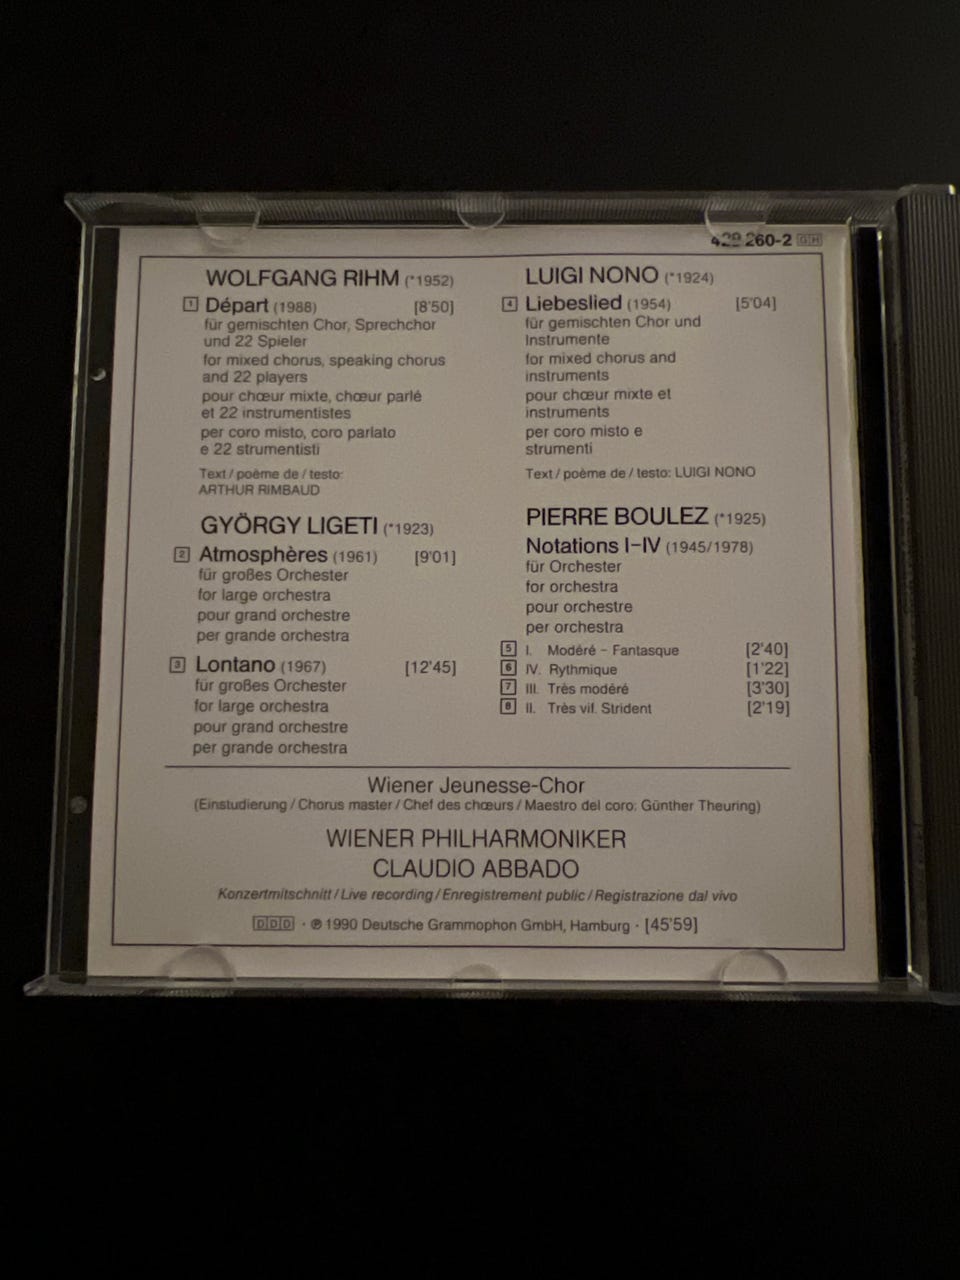 429 260-2 GH
WOLFGANG RIHM (*1952)
1 Départ (1988) [8'50]
für gemischten Chor, Sprechchor
und 22 Spieler
for mixed chorus, speaking chorus
and 22 players
pour chœur mixte, chœur parlé
et 22 instrumentistes
per coro misto, coro parlato
e 22 strumentisti
Text / poème de / testo:
ARTHUR RIMBAUD
GYÖRGY LIGETI (*1923)
2 Atmosphères (1961) [9'01]
für großes Orchester
for large orchestra
pour grand orchestre
per grande orchestra
3 Lontano (1967) [12'45]
für großes Orchester
for large orchestra
pour grand orchestre
per grande orchestra
LUIGI NONO (*1924)
4 Liebeslied (1954) [5'04]
für gemischten Chor und
Instrumente
for mixed chorus and
instruments
pour chœur mixte et
instruments
per coro misto e
strumenti
Text / poème de / testo: LUIGI NONO
PIERRE BOULEZ (*1925)
Notations I–IV (1945/1978)
für Orchester
for orchestra
pour orchestre
per orchestra
5 I. Modéré – Fantasque [2'40]
6 IV. Rythmique [1'22]
7 III. Très modéré [3'30]
8 II. Très vif. Strident [2'19]
Wiener Jeunesse-Chor
(Einstudierung / Chorus master / Chef des chœurs / Maestro del coro: Günther Theuring)
WIENER PHILHARMONIKER
CLAUDIO ABBADO
Konzertmitschnitt / Live recording / Enregistrement public / Registrazione dal vivo
DDD · ℗ 1990 Deutsche Grammophon GmbH, Hamburg · [45'59]